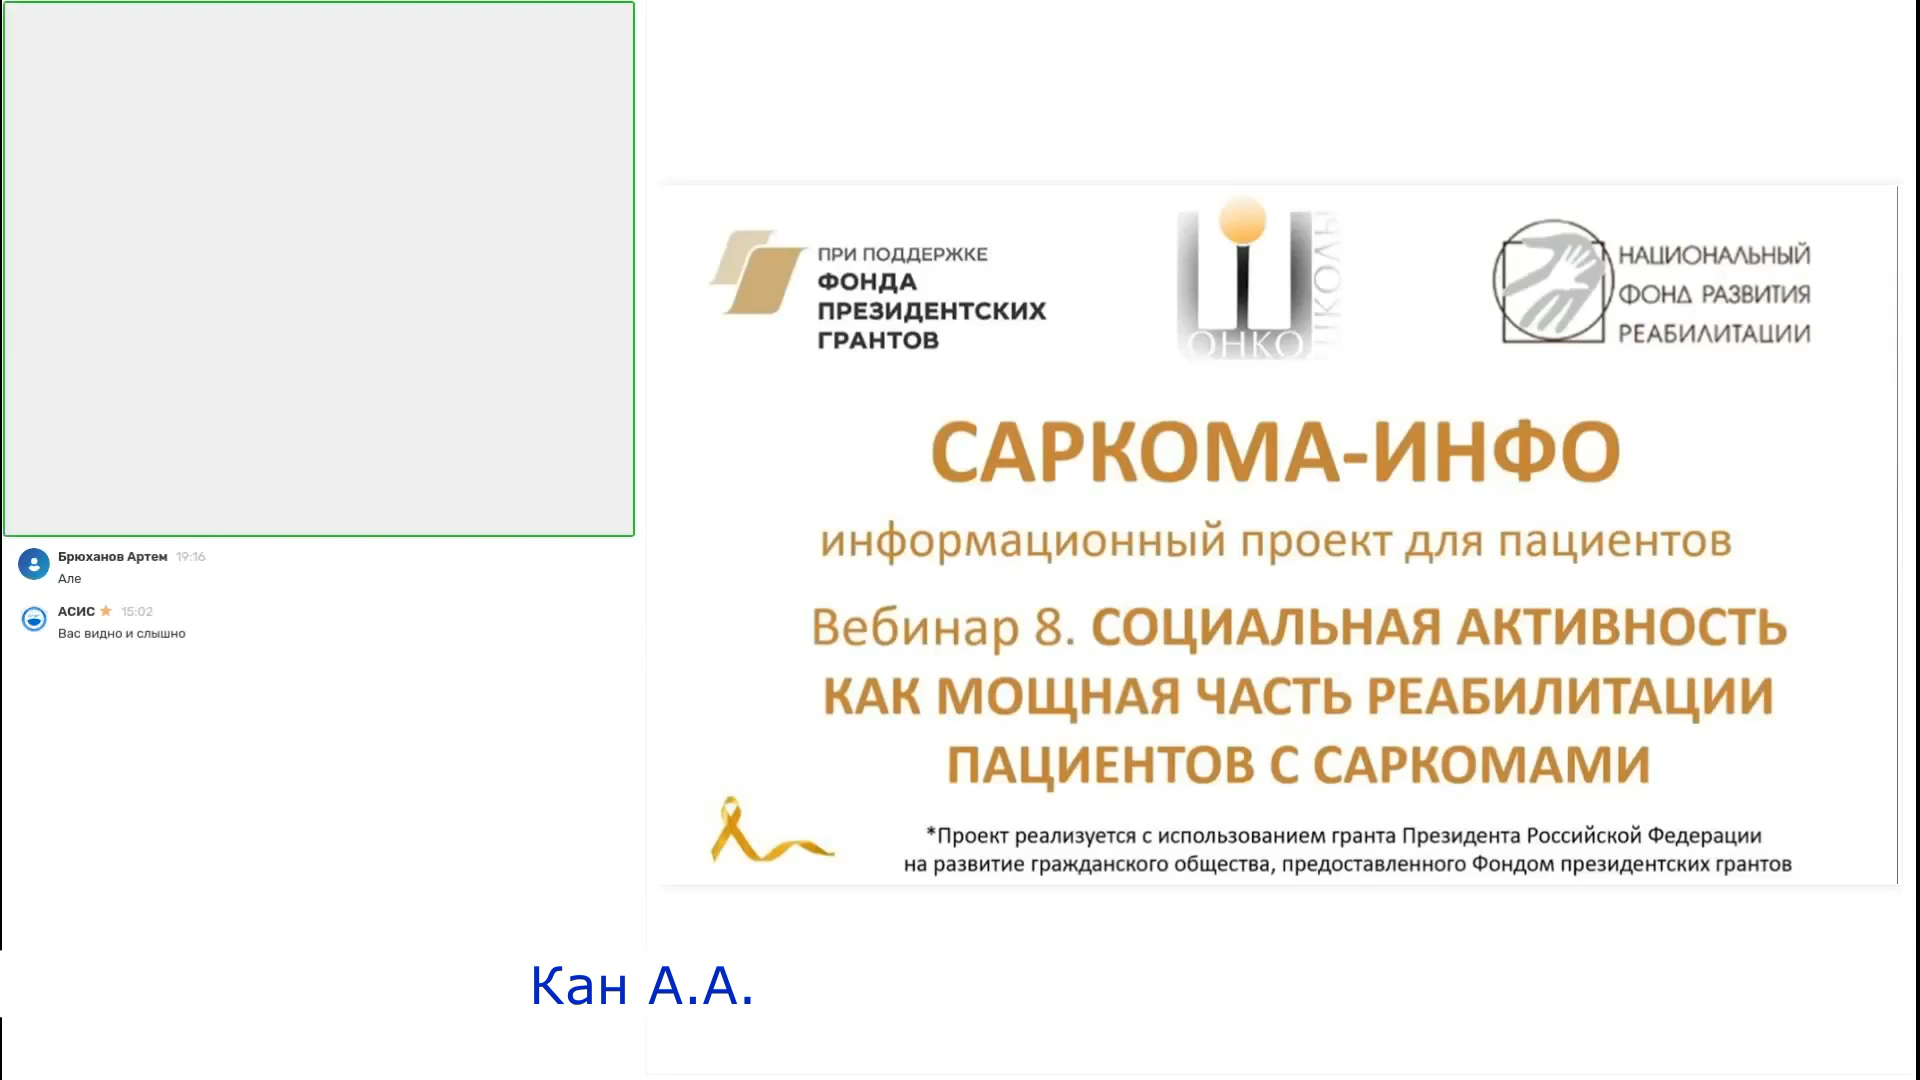 Брюханов Артем 19:16
Але
АСИС 15:02
Вас видно и слышно
ПРИ ПОДДЕРЖКЕ
ФОНДА
ПРЕЗИДЕНТСКИХ
ГРАНТОВ
ОНКО
ШКОЛЫ
НАЦИОНАЛЬНЫЙ
ФОНД РАЗВИТИЯ
РЕАБИЛИТАЦИИ
САРКОМА-ИНФО
информационный проект для пациентов
Вебинар 8. СОЦИАЛЬНАЯ АКТИВНОСТЬ
КАК МОЩНАЯ ЧАСТЬ РЕАБИЛИТАЦИИ
ПАЦИЕНТОВ С САРКОМАМИ
*Проект реализуется с использованием гранта Президента Российской Федерации
на развитие гражданского общества, предоставленного Фондом президентских грантов
Кан А.А.